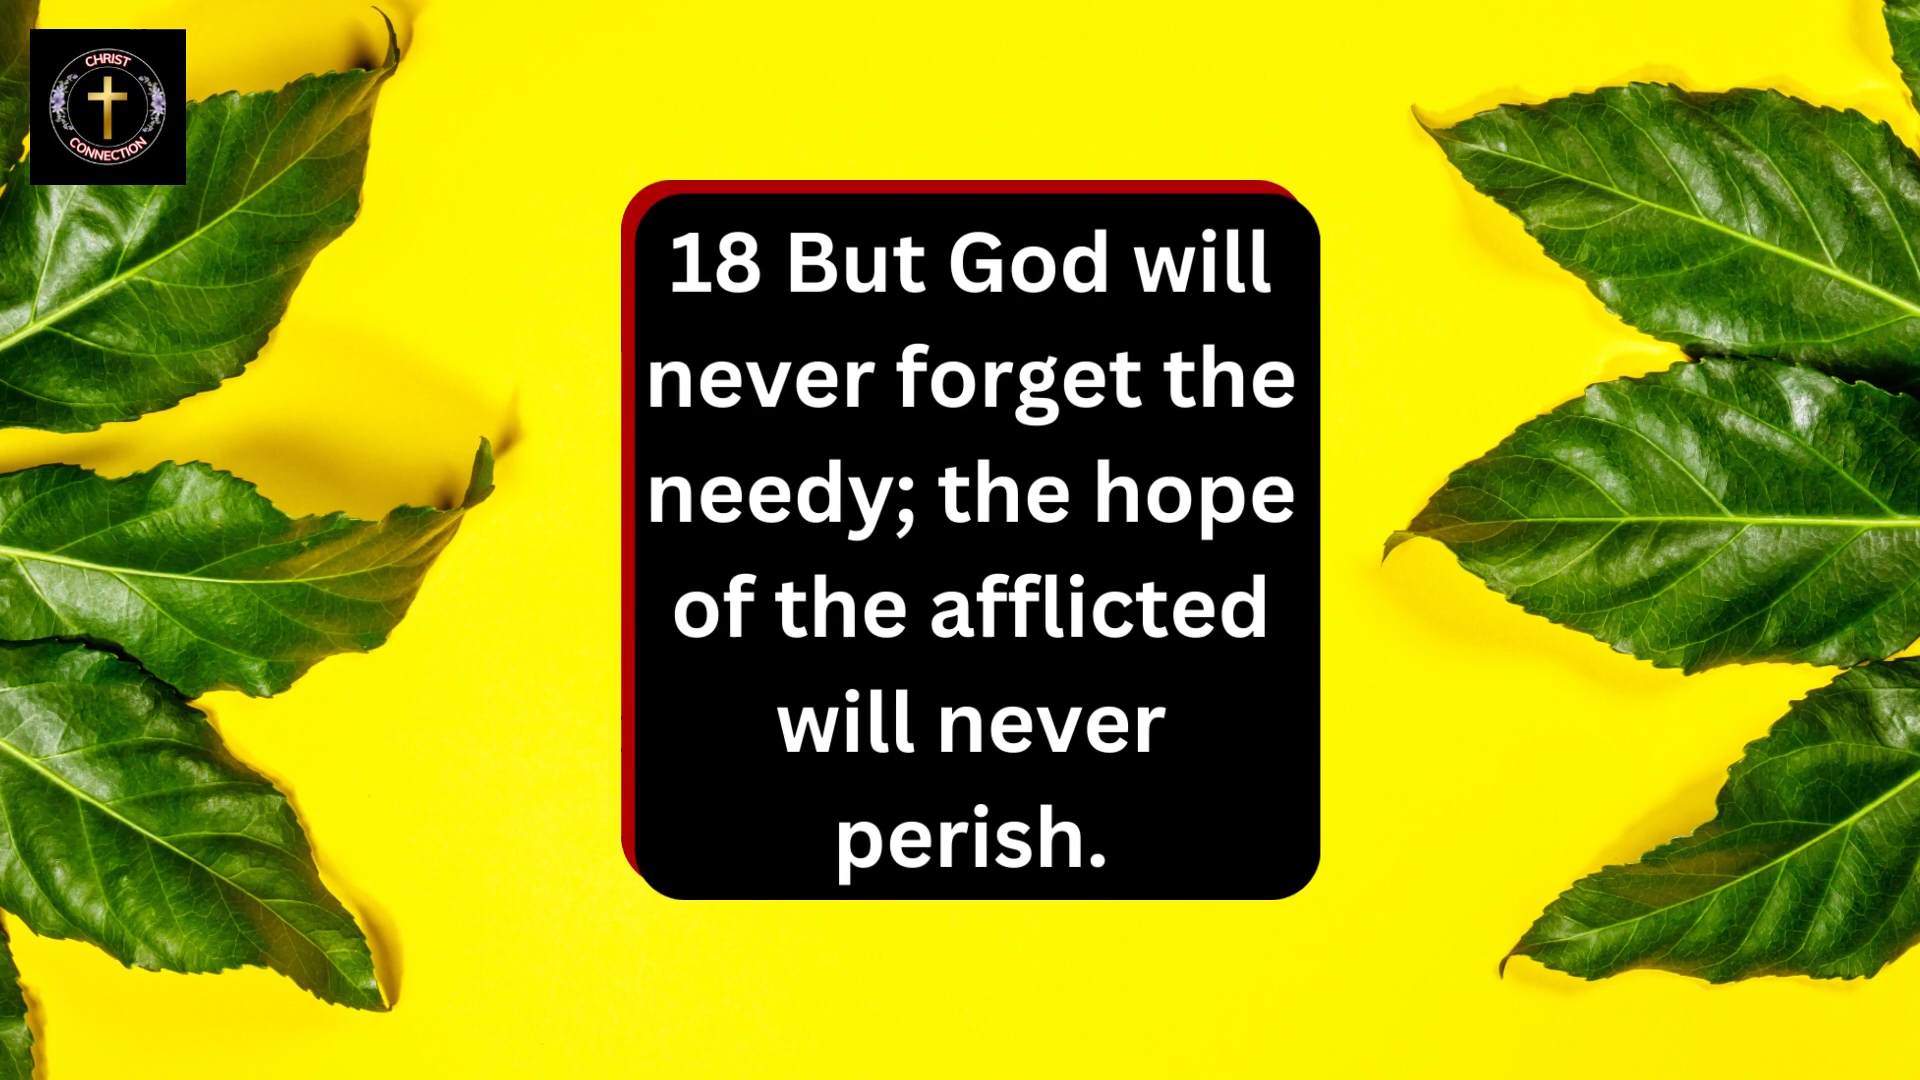 CHRIST
CONNECTION
18 But God will
never forget the
needy; the hope
of the afflicted
will never
perish.